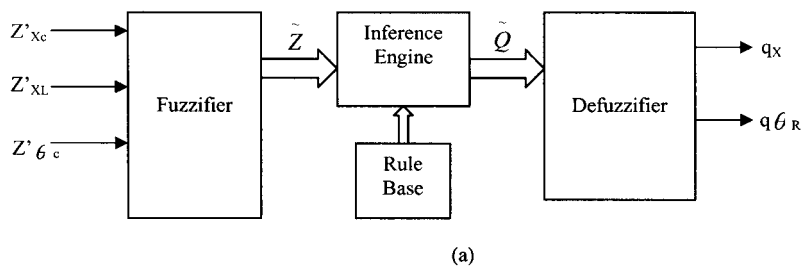 Z'Xc
Z'XL
Z'θc
Fuzzifier
Z̃
Inference
Engine
Q̃
Rule
Base
Defuzzifier
qX
qθR
(a)